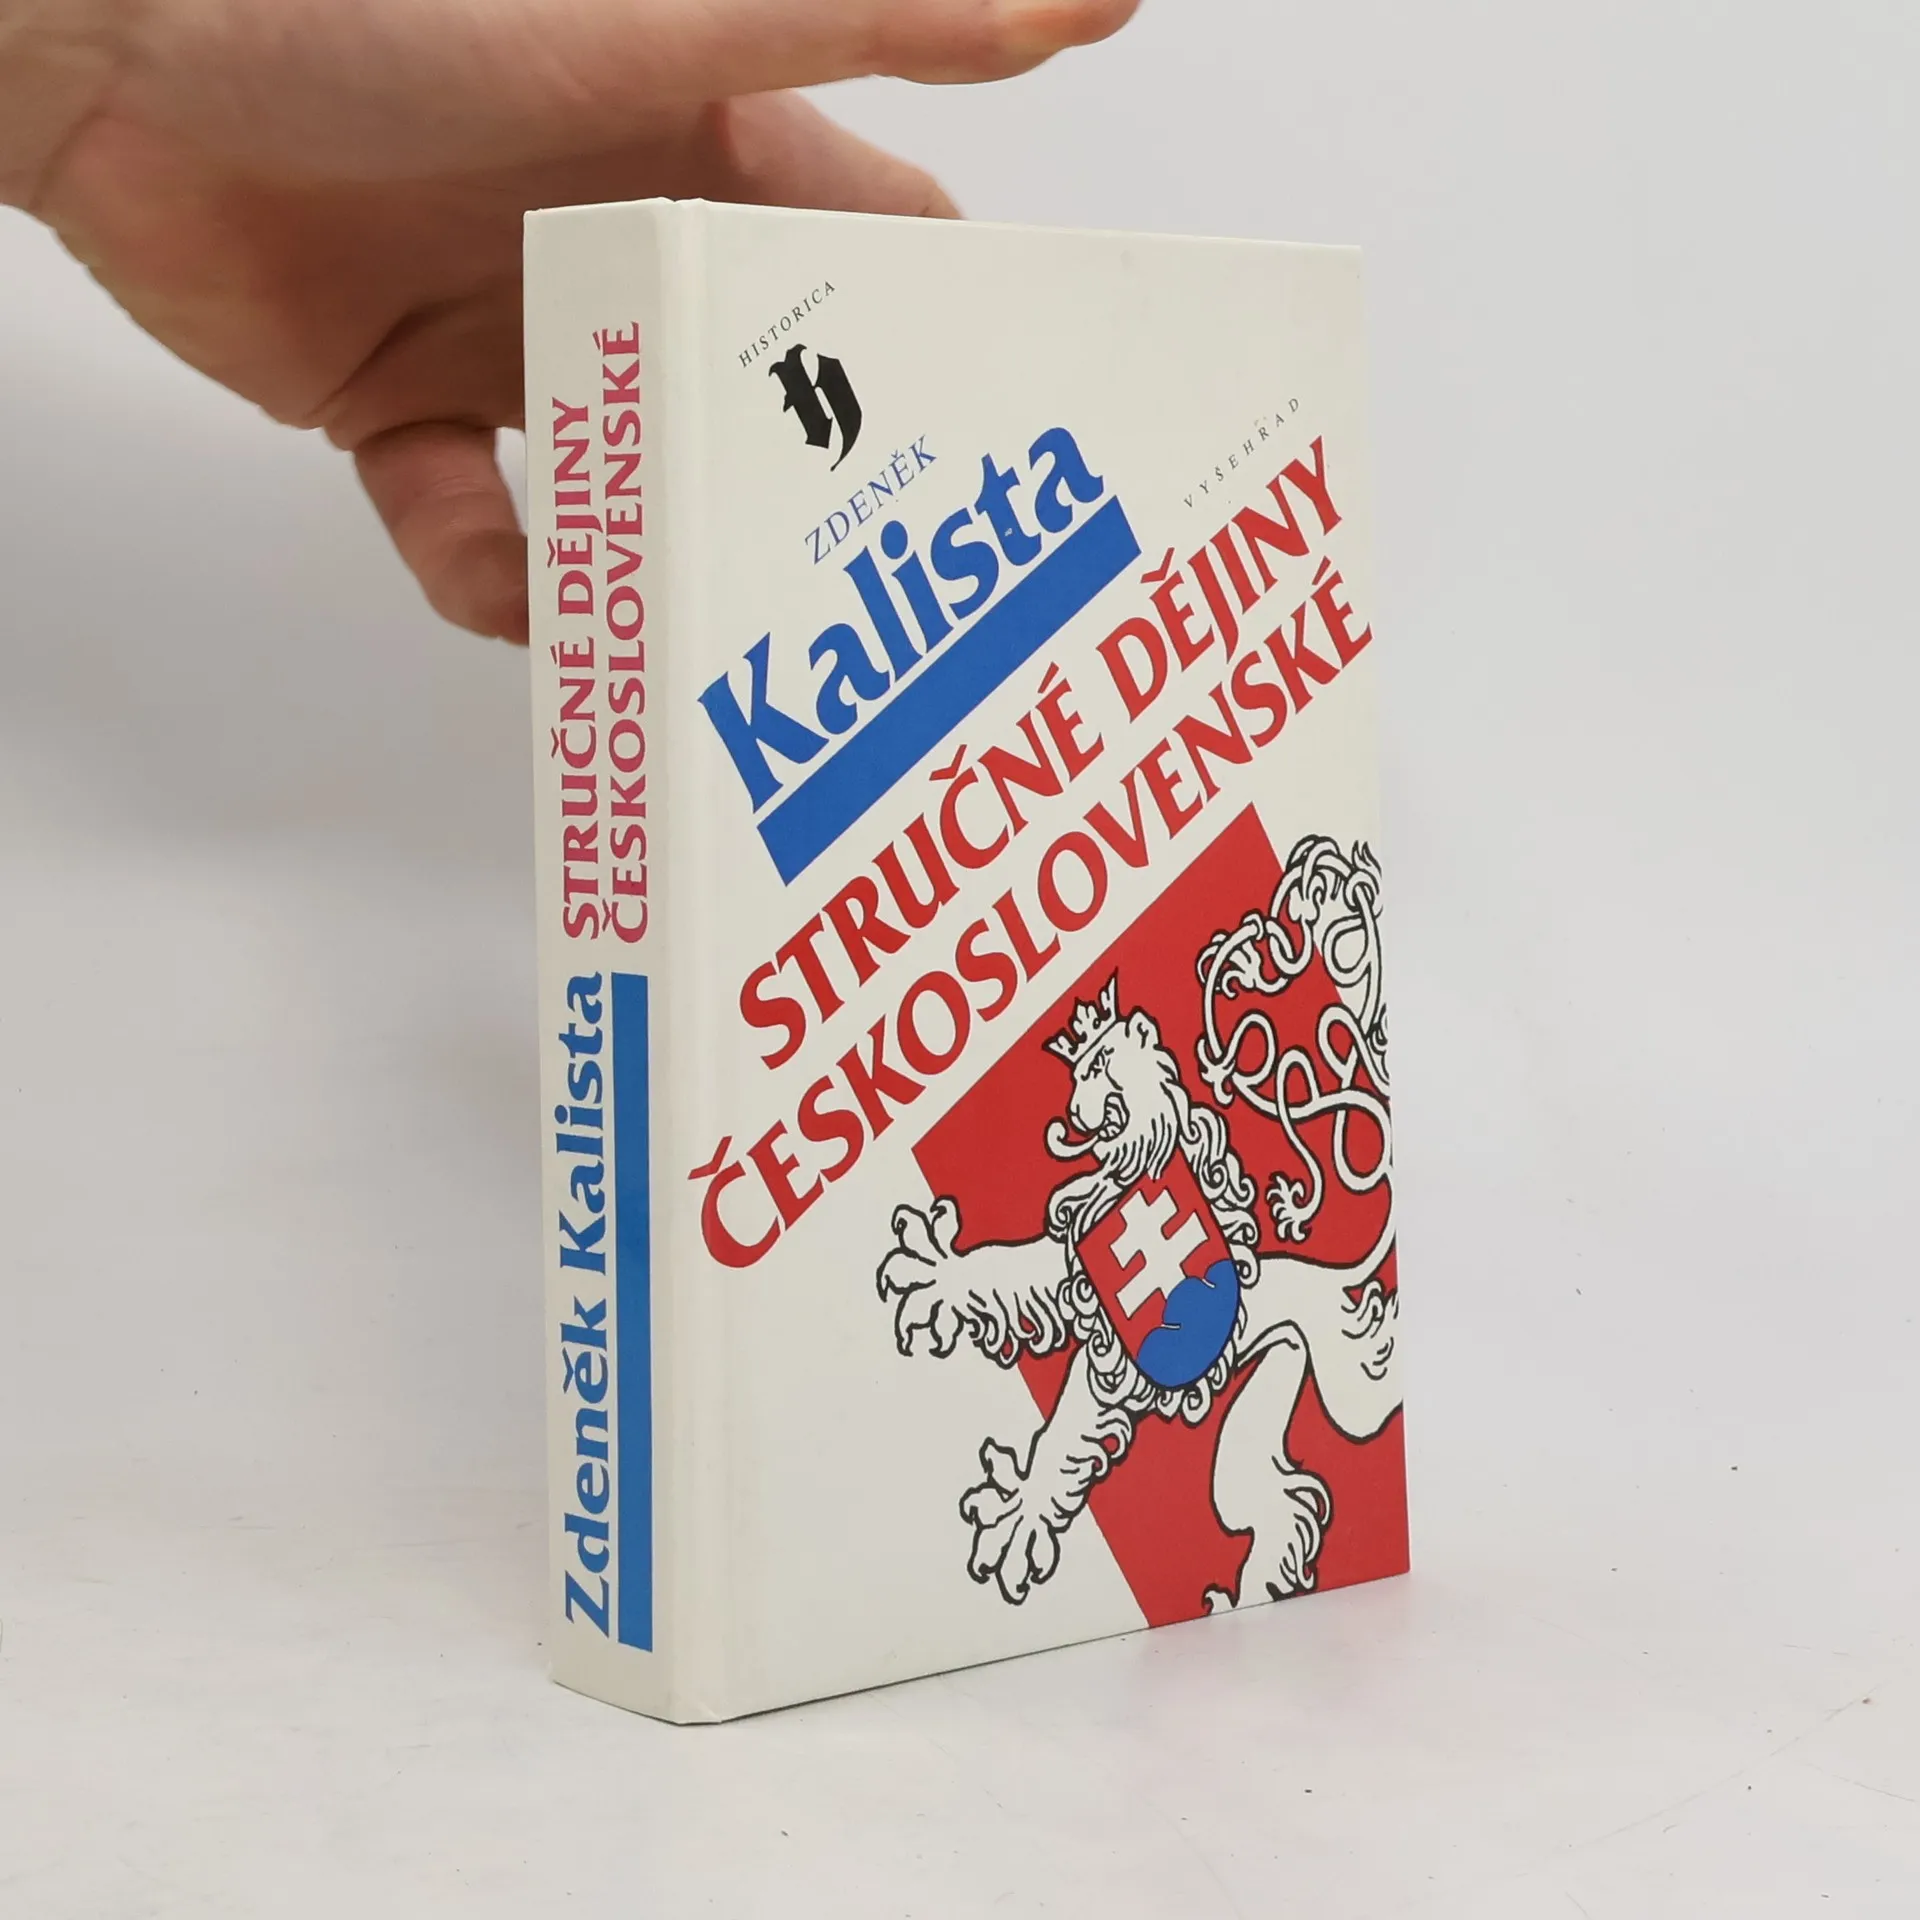 STRUČNÉ DĚJINY
ČESKOSLOVENSKÉ
Zdeněk Kalista
HISTORICA
h
ZDENĚK
Kalista
VYŠEHRAD
STRUČNÉ DĚJINY
ČESKOSLOVENSKÉ